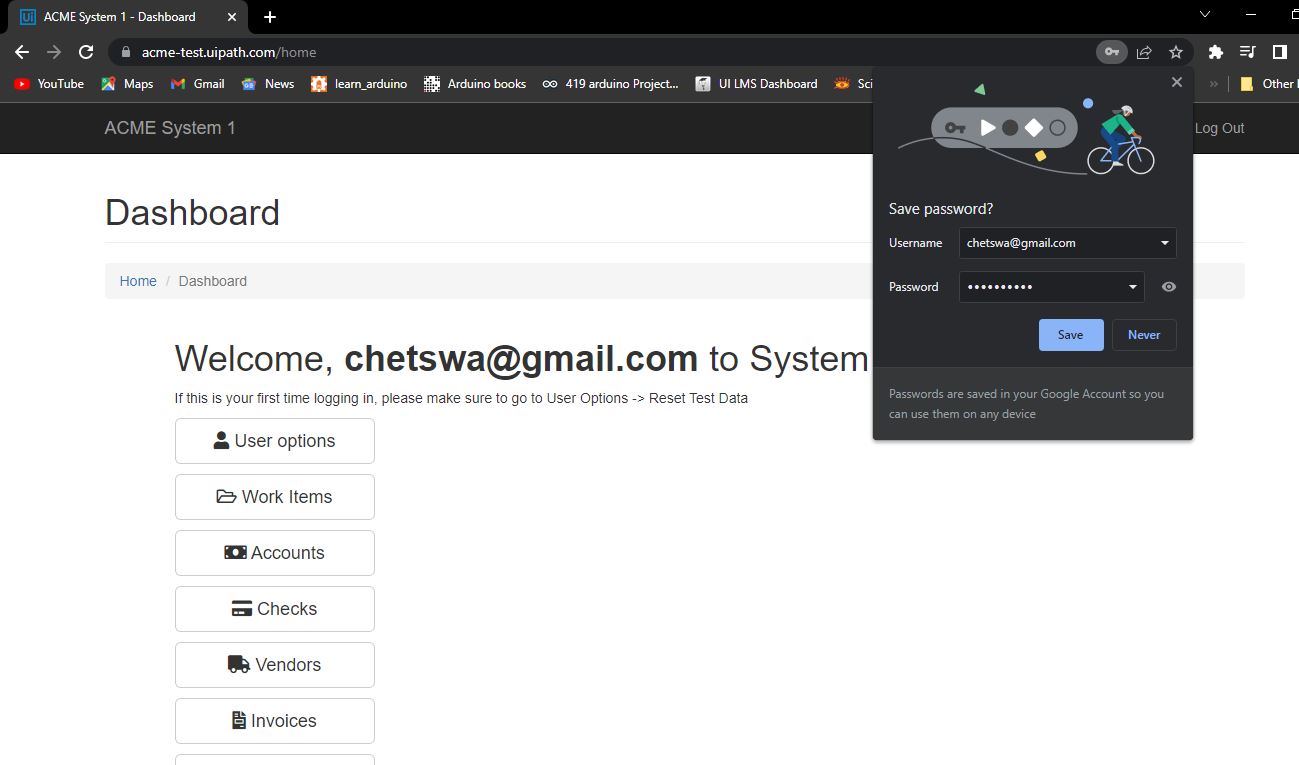 ACME System 1 - Dashboard
acme-test.uipath.com/home
YouTube Maps Gmail News learn_arduino Arduino books 419 arduino Project... UI LMS Dashboard Sci » Other
ACME System 1 Log Out
Dashboard
Home / Dashboard
Welcome, chetswa@gmail.com to System
If this is your first time logging in, please make sure to go to User Options -> Reset Test Data
User options
Work Items
Accounts
Checks
Vendors
Invoices
Save password?
Username chetswa@gmail.com
Password ••••••••••
Save Never
Passwords are saved in your Google Account so you
can use them on any device